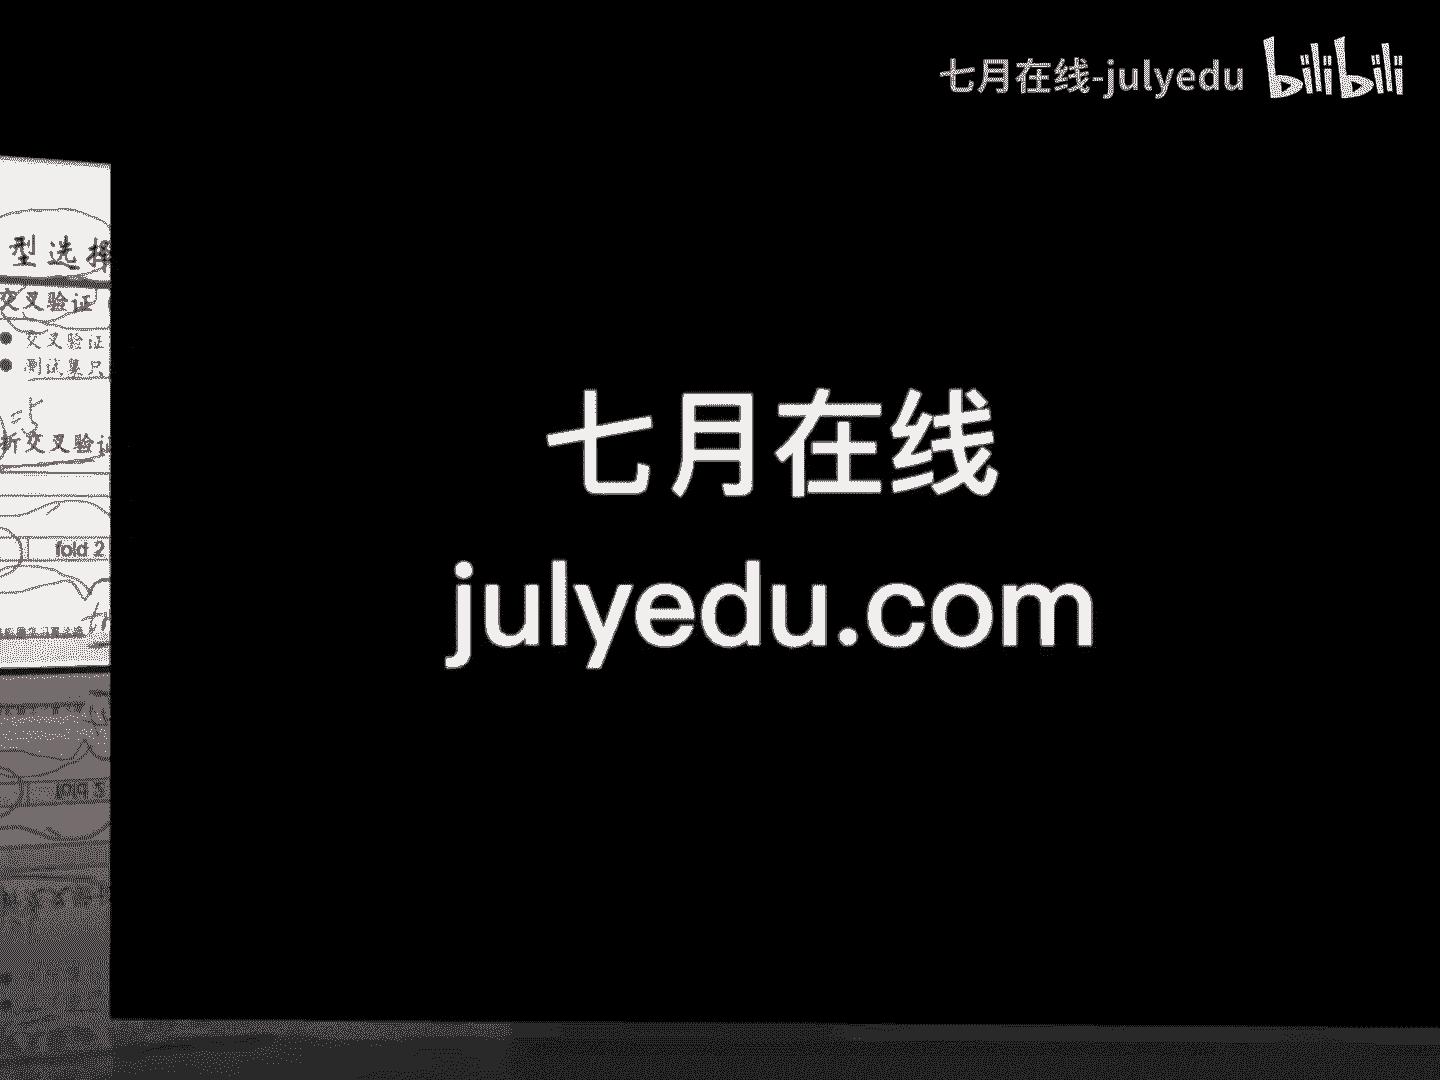 七月在线-julyedu bilibili
型选择
交叉验证
● 交叉验证
● 测试集只
折交叉验证
fold 2
七月在线
julyedu.com